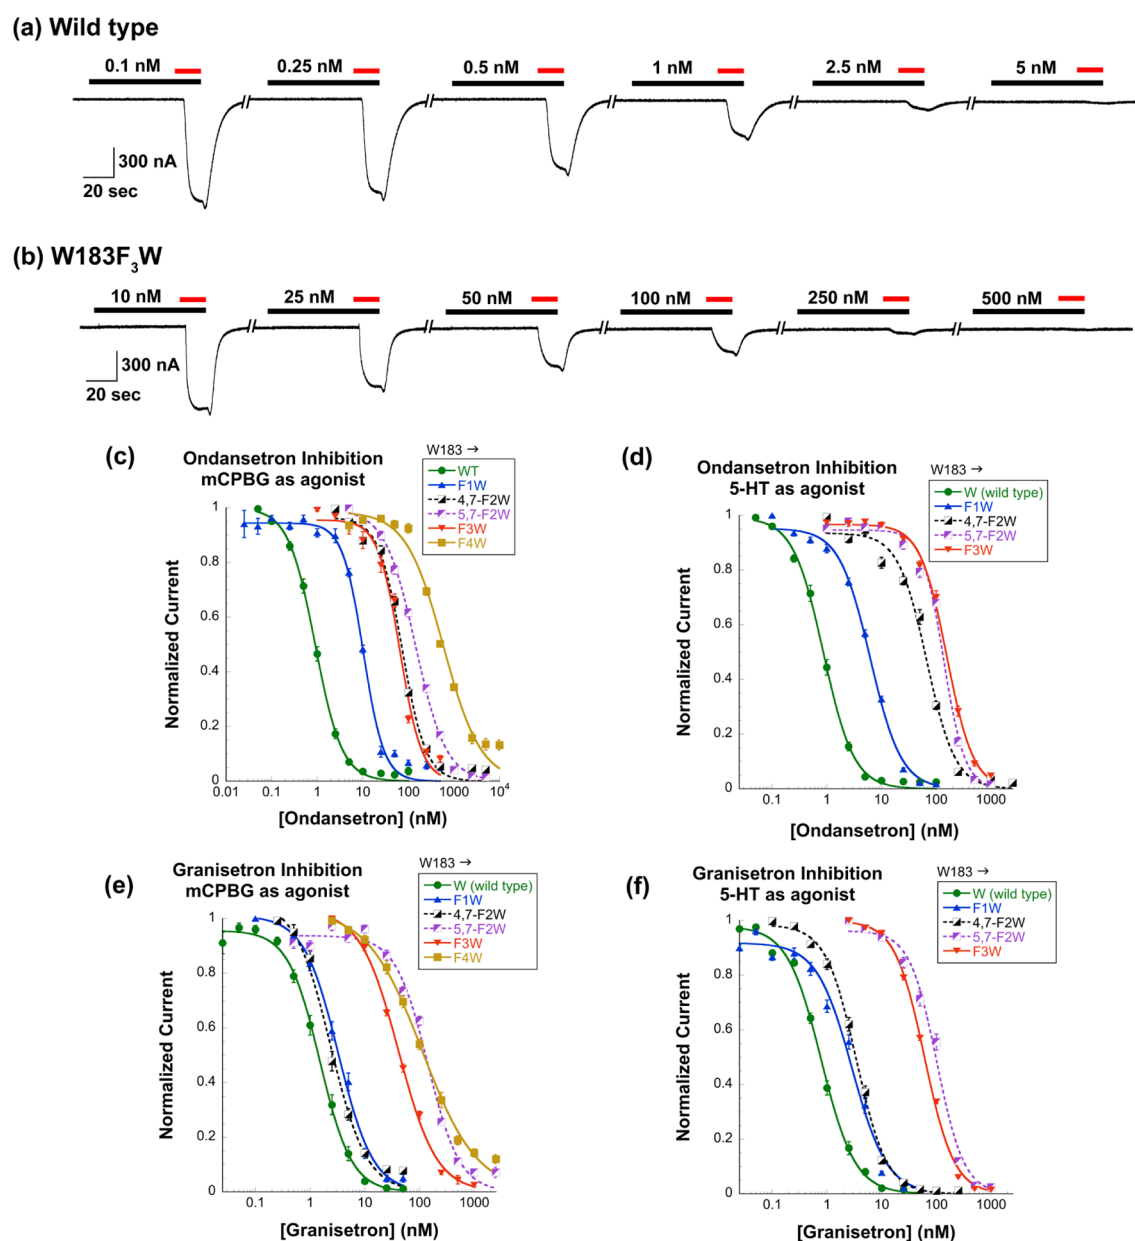 (a) Wild type
0.1 nM 0.25 nM 0.5 nM 1 nM 2.5 nM 5 nM
300 nA
20 sec
(b) W183F3W
10 nM 25 nM 50 nM 100 nM 250 nM 500 nM
300 nA
20 sec
(c)
Ondansetron Inhibition
mCPBG as agonist
W183 →
WT
F1W
4,7-F2W
5,7-F2W
F3W
F4W
Normalized Current
1
0.8
0.6
0.4
0.2
0
0.01 0.1 1 10 100 1000 10⁴
[Ondansetron] (nM)
(d)
Ondansetron Inhibition
5-HT as agonist
W183 →
W (wild type)
F1W
4,7-F2W
5,7-F2W
F3W
Normalized Current
1
0.8
0.6
0.4
0.2
0
0.1 1 10 100 1000
[Ondansetron] (nM)
(e)
Granisetron Inhibition
mCPBG as agonist
W183 →
W (wild type)
F1W
4,7-F2W
5,7-F2W
F3W
F4W
Normalized Current
1
0.8
0.6
0.4
0.2
0
0.1 1 10 100 1000
[Granisetron] (nM)
(f)
Granisetron Inhibition
5-HT as agonist
W183 →
W (wild type)
F1W
4,7-F2W
5,7-F2W
F3W
Normalized Current
1
0.8
0.6
0.4
0.2
0
0.1 1 10 100 1000
[Granisetron] (nM)